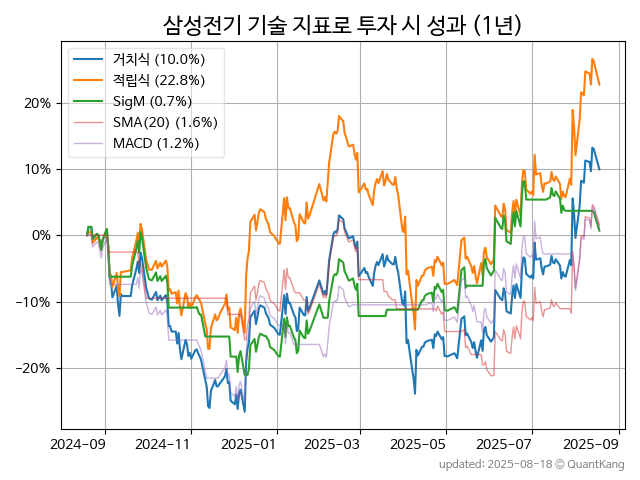 삼성전기 기술 지표로 투자 시 성과 (1년)
거치식 (10.0%)
적립식 (22.8%)
SigM (0.7%)
SMA(20) (1.6%)
MACD (1.2%)
20%
10%
0%
−10%
−20%
2024-09 2024-11 2025-01 2025-03 2025-05 2025-07 2025-09
updated: 2025-08-18 ⓒ QuantKang